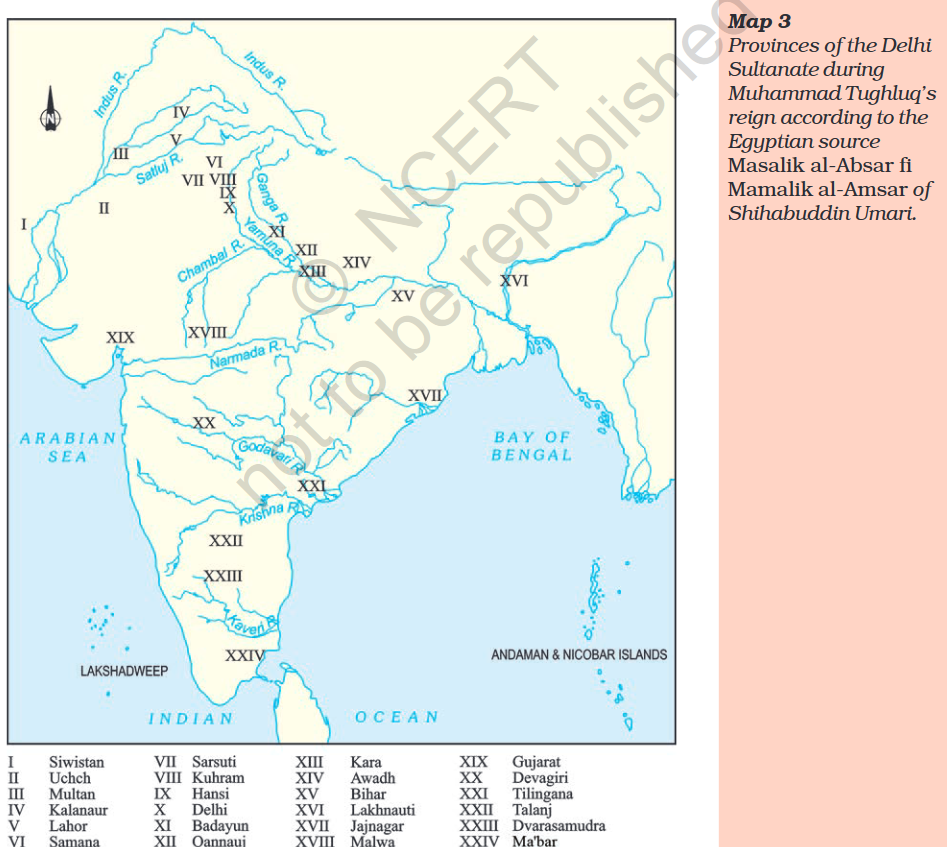 Map 3
Provinces of the Delhi
Sultanate during
Muhammad Tughluq's
reign according to the
Egyptian source
Masalik al-Absar fi
Mamalik al-Amsar of
Shihabuddin Umari.
© NCERT
not to be republished
Indus R.
Indus R.
N
IV
V
III
Satluj R.
VI
VII VIII
IX
X
II
I
Ganga R.
XI
Yamuna R.
XII
XIV
XIII
Chambal R.
XV
XVI
XVIII
XIX
Narmada R.
XVII
XX
ARABIAN
SEA
BAY OF
BENGAL
Godavari R.
XXI
Krishna R.
XXII
XXIII
Kaveri R.
XXIV
LAKSHADWEEP
ANDAMAN & NICOBAR ISLANDS
INDIAN OCEAN
I Siwistan VII Sarsuti XIII Kara XIX Gujarat
II Uchch VIII Kuhram XIV Awadh XX Devagiri
III Multan IX Hansi XV Bihar XXI Tilingana
IV Kalanaur X Delhi XVI Lakhnauti XXII Talanj
V Lahor XI Badayun XVII Jajnagar XXIII Dvarasamudra
VI Samana XII Qannauj XVIII Malwa XXIV Ma'bar